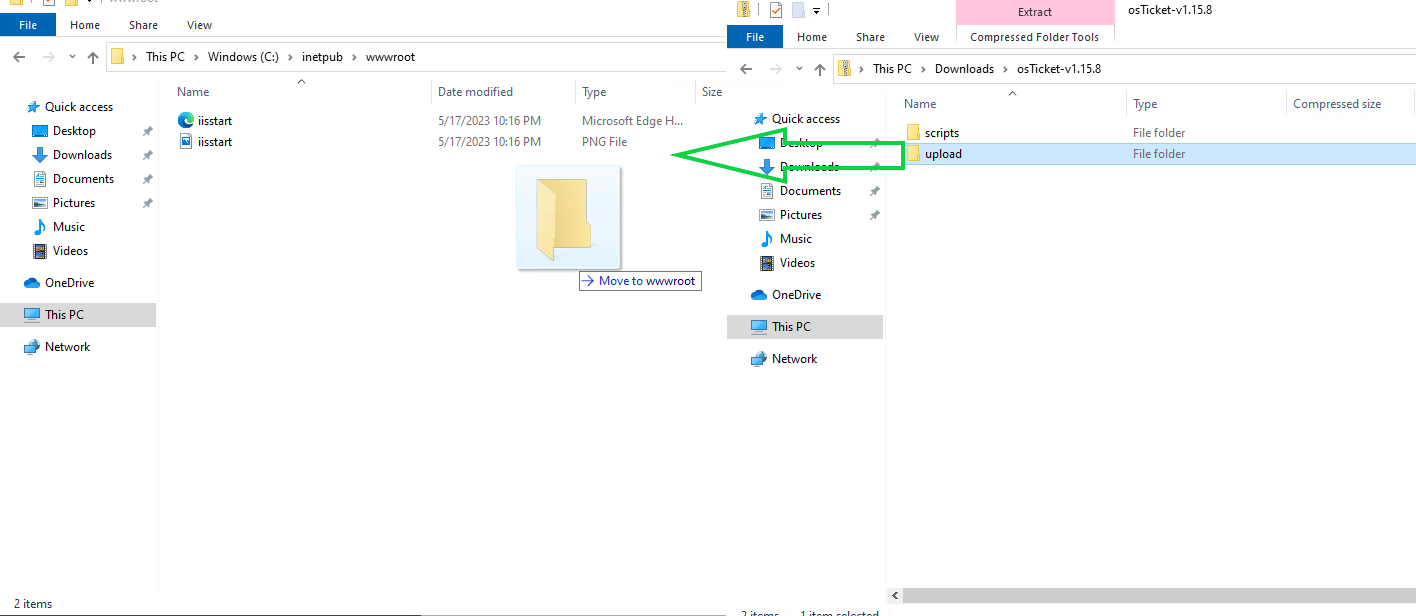 wwwroot
File Home Share View
This PC > Windows (C:) > inetpub > wwwroot
Name Date modified Type Size
Quick access
Desktop
Downloads
Documents
Pictures
Music
Videos
OneDrive
This PC
Network
iisstart 5/17/2023 10:16 PM Microsoft Edge H...
iisstart 5/17/2023 10:16 PM PNG File
Move to wwwroot
2 items
Extract osTicket-v1.15.8
File Home Share View Compressed Folder Tools
This PC > Downloads > osTicket-v1.15.8
Name Type Compressed size
Quick access
Desktop
Downloads
Documents
Pictures
Music
Videos
OneDrive
This PC
Network
scripts File folder
upload File folder
2 items 1 item selected